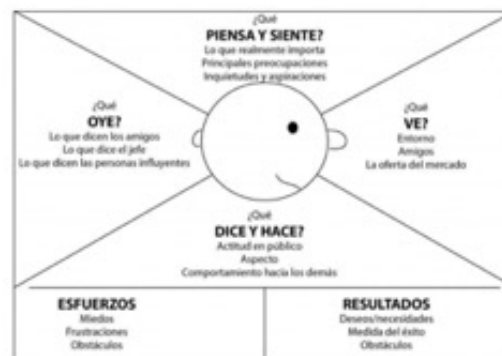 ¿Qué
PIENSA Y SIENTE?
Lo que realmente importa
Principales preocupaciones
Inquietudes y aspiraciones
¿Qué
OYE?
Lo que dicen los amigos
Lo que dice el jefe
Lo que dicen las personas influyentes
¿Qué
VE?
Entorno
Amigos
La oferta del mercado
¿Qué
DICE Y HACE?
Actitud en público
Aspecto
Comportamiento hacia los demás
ESFUERZOS
Miedos
Frustraciones
Obstáculos
RESULTADOS
Deseos/necesidades
Medida del éxito
Obstáculos